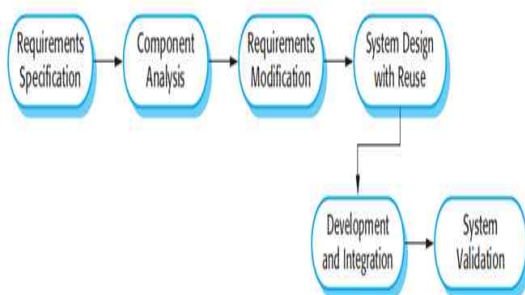 Requirements
Specification
Component
Analysis
Requirements
Modification
System Design
with Reuse
Development
and Integration
System
Validation